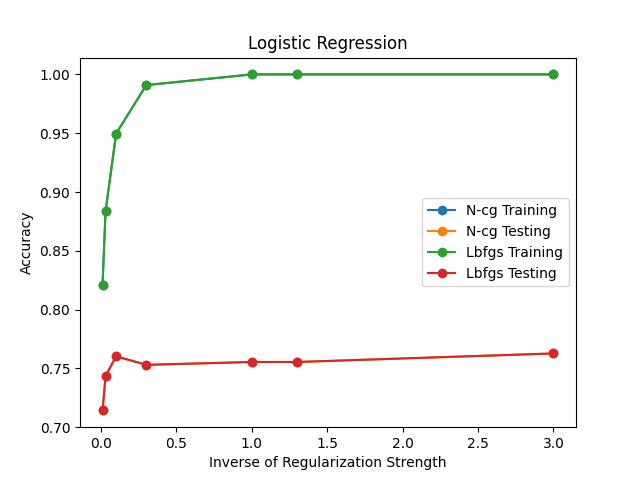 Logistic Regression
1.00
0.95
0.90
0.85
0.80
0.75
0.70
Accuracy
N-cg Training
N-cg Testing
Lbfgs Training
Lbfgs Testing
0.0 0.5 1.0 1.5 2.0 2.5 3.0
Inverse of Regularization Strength